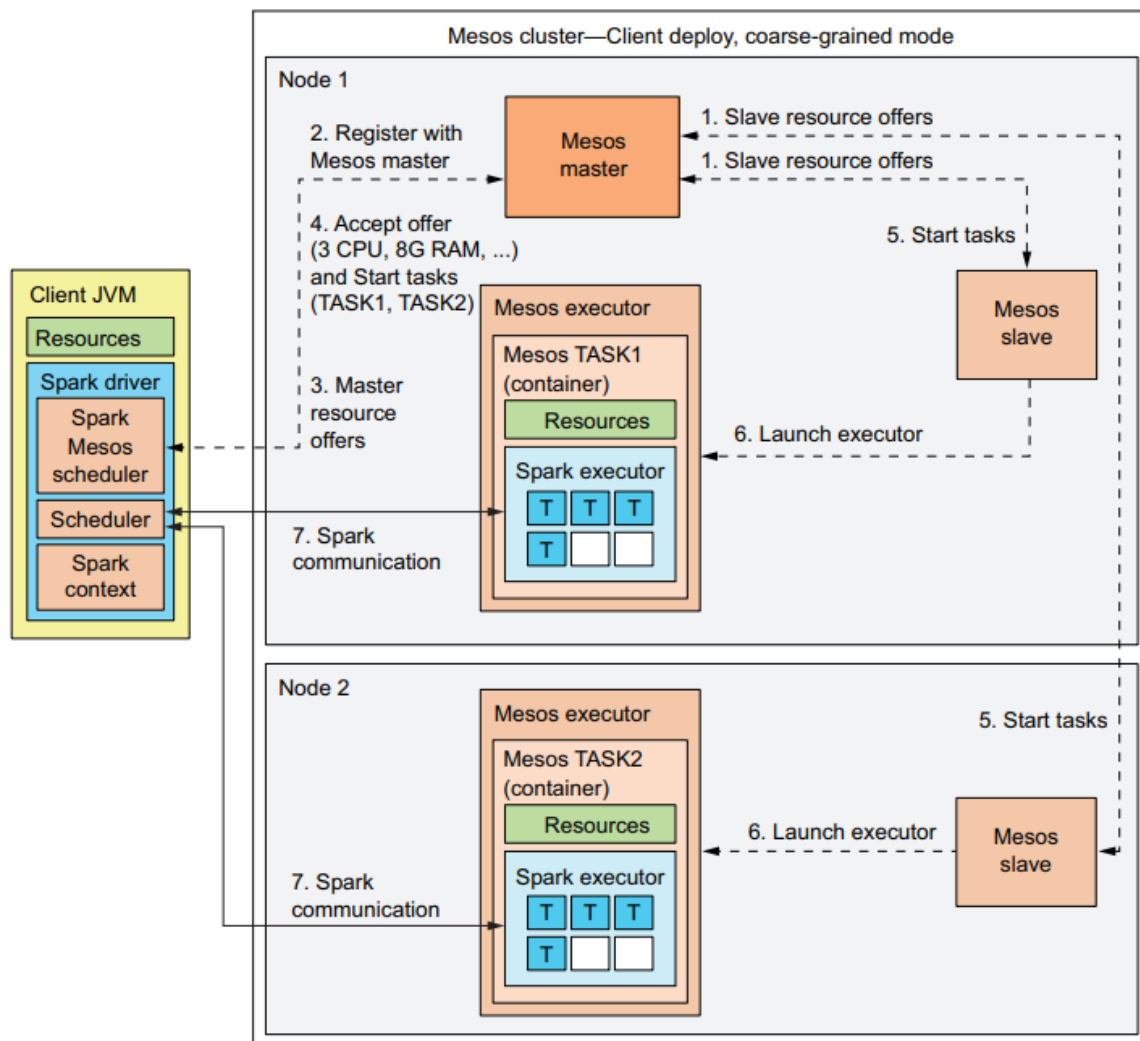 Mesos cluster—Client deploy, coarse-grained mode
Node 1
2. Register with
Mesos master
Mesos
master
1. Slave resource offers
1. Slave resource offers
4. Accept offer
(3 CPU, 8G RAM, ...)
and Start tasks
(TASK1, TASK2)
5. Start tasks
Client JVM
Resources
Spark driver
Spark
Mesos
scheduler
Scheduler
Spark
context
3. Master
resource
offers
Mesos executor
Mesos TASK1
(container)
Resources
Spark executor
T T T
T
Mesos
slave
6. Launch executor
7. Spark
communication
Node 2
Mesos executor
Mesos TASK2
(container)
Resources
Spark executor
T T T
T
5. Start tasks
6. Launch executor
Mesos
slave
7. Spark
communication